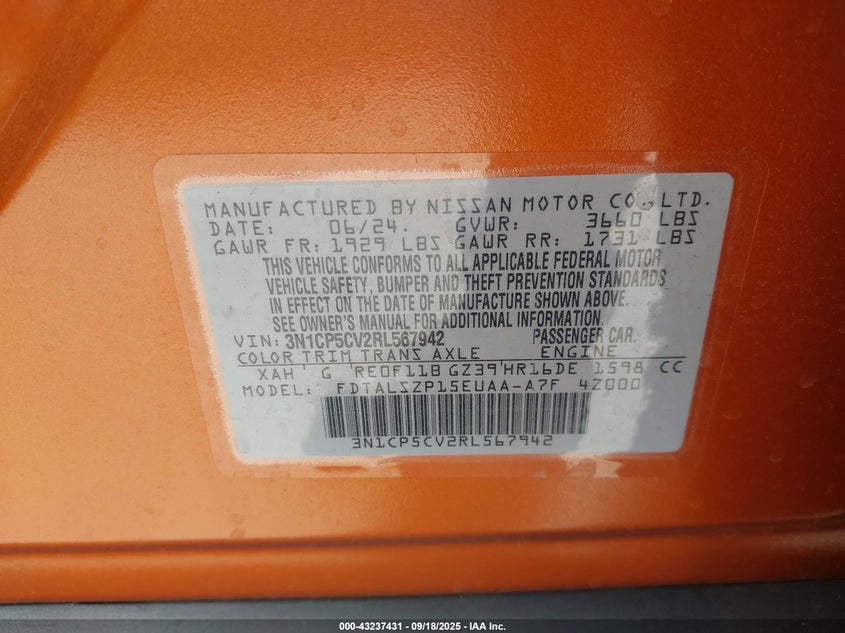 MANUFACTURED BY NISSAN MOTOR CO., LTD.
DATE: 06/24. GVWR: 3660 LBS
GAWR FR: 1929 LBS GAWR RR: 1731 LBS
THIS VEHICLE CONFORMS TO ALL APPLICABLE FEDERAL MOTOR
VEHICLE SAFETY, BUMPER AND THEFT PREVENTION STANDARDS
IN EFFECT ON THE DATE OF MANUFACTURE SHOWN ABOVE.
SEE OWNER'S MANUAL FOR ADDITIONAL INFORMATION.
VIN: 3N1CP5CV2RL567942 PASSENGER CAR.
COLOR TRIM TRANS AXLE ENGINE
XAH G RE0F11B GZ39 HR16DE 1598 CC
MODEL: FDTALSZP15EUAA-A7F 4Z000
3N1CP5CV2RL567942
000-43237431 - 09/18/2025 - IAA Inc.